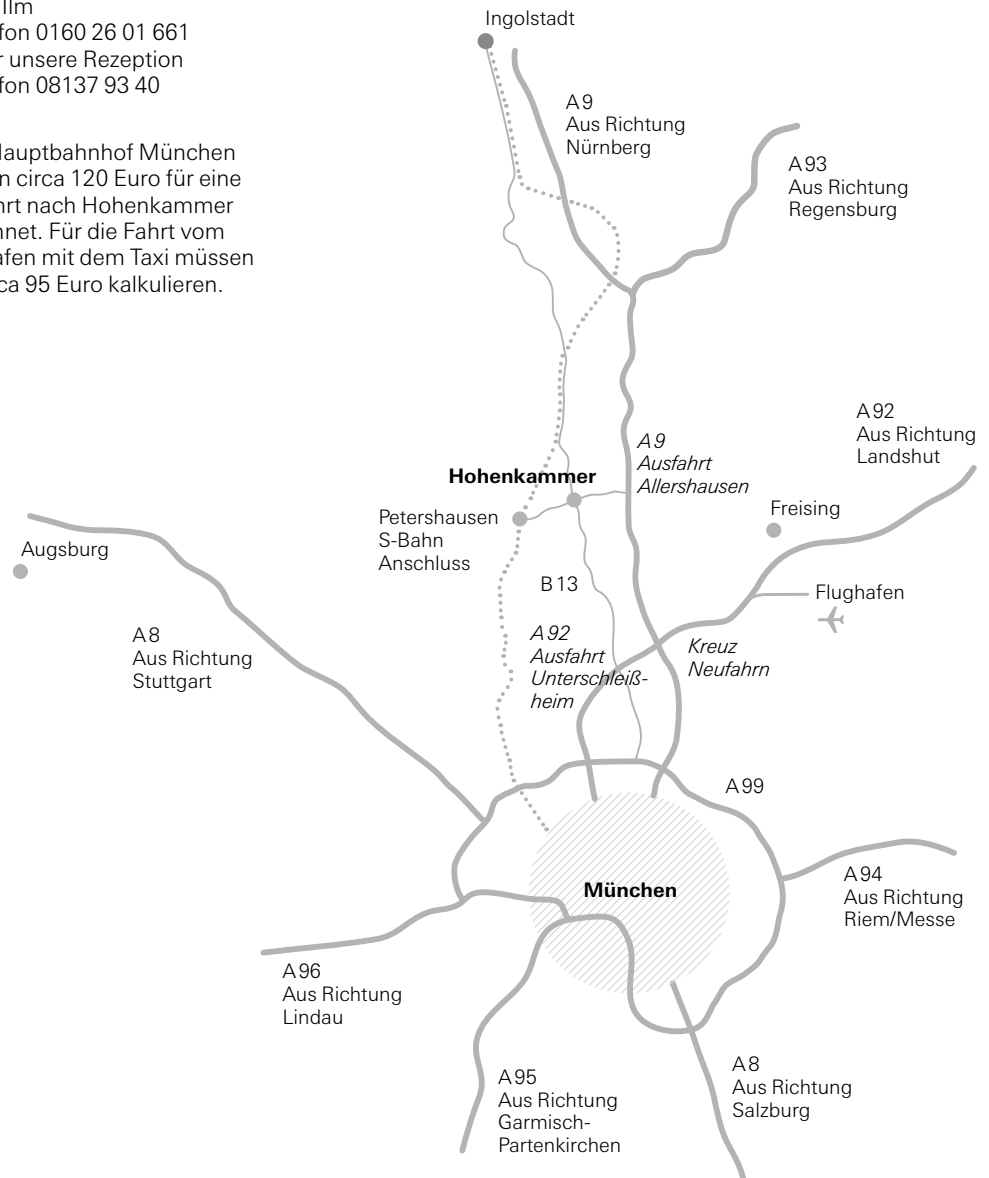 Ilm
fon 0160 26 01 661
r unsere Rezeption
fon 08137 93 40
Hauptbahnhof München
n circa 120 Euro für eine
hrt nach Hohenkammer
hnet. Für die Fahrt vom
afen mit dem Taxi müssen
ca 95 Euro kalkulieren.
Ingolstadt
A 9
Aus Richtung
Nürnberg
A 93
Aus Richtung
Regensburg
A 92
Aus Richtung
Landshut
A 9
Ausfahrt
Allershausen
Hohenkammer
Petershausen
S-Bahn
Anschluss
Freising
Augsburg
B 13
Flughafen
A 8
Aus Richtung
Stuttgart
A 92
Ausfahrt
Unterschleiß-
heim
Kreuz
Neufahrn
A 99
München
A 94
Aus Richtung
Riem/Messe
A 96
Aus Richtung
Lindau
A 95
Aus Richtung
Garmisch-
Partenkirchen
A 8
Aus Richtung
Salzburg